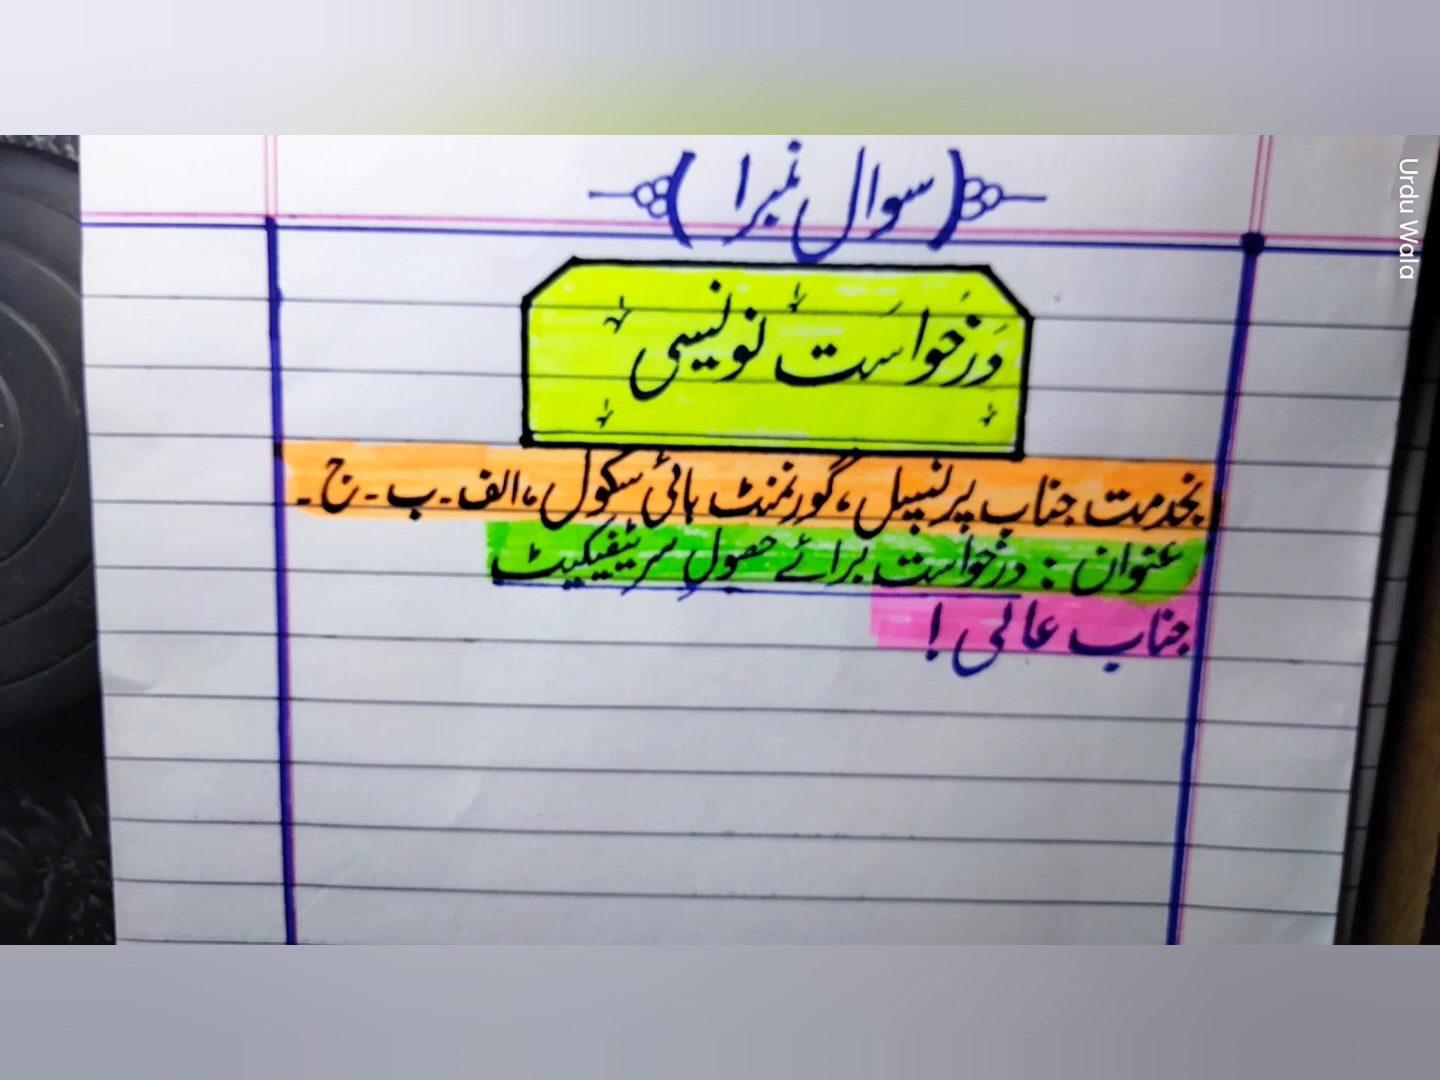 (سوال نمبر ۱)
درخواست نویسی
بخدمت جناب پرنسپل، گورنمنٹ ہائی سکول، الف۔ب۔ج۔
عنوان : درخواست برائے حصولِ سرٹیفیکیٹ
جناب عالی !
Urdu Wala